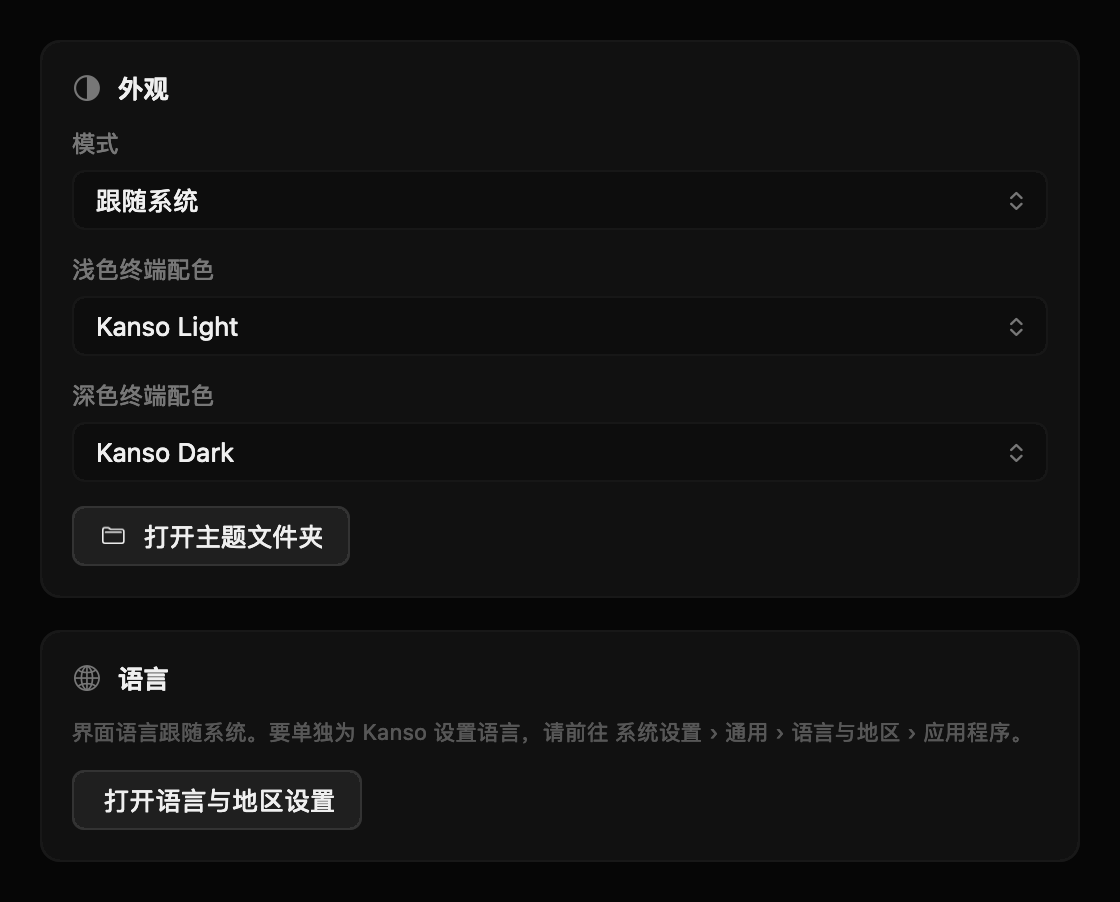 外观
模式
跟随系统
浅色终端配色
Kanso Light
深色终端配色
Kanso Dark
打开主题文件夹
语言
界面语言跟随系统。要单独为 Kanso 设置语言，请前往 系统设置 › 通用 › 语言与地区 › 应用程序。
打开语言与地区设置